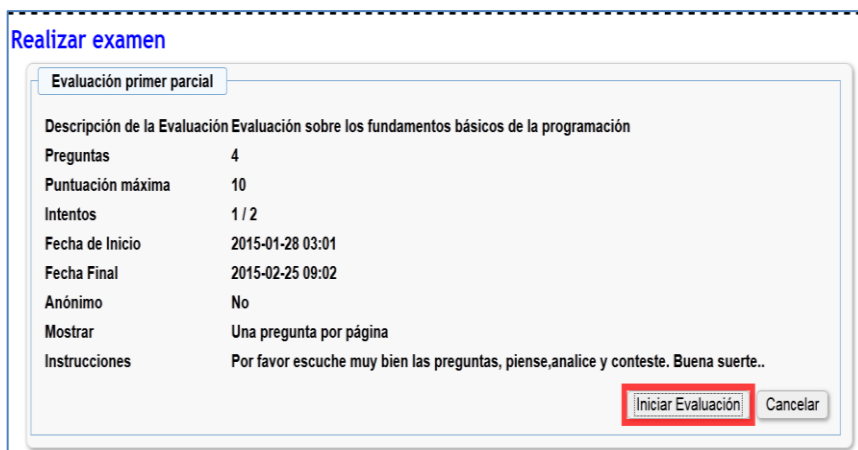 Realizar examen
Evaluación primer parcial
Descripción de la Evaluación Evaluación sobre los fundamentos básicos de la programación
Preguntas 4
Puntuación máxima 10
Intentos 1 / 2
Fecha de Inicio 2015-01-28 03:01
Fecha Final 2015-02-25 09:02
Anónimo No
Mostrar Una pregunta por página
Instrucciones Por favor escuche muy bien las preguntas, piense,analice y conteste. Buena suerte..
Iniciar Evaluación Cancelar